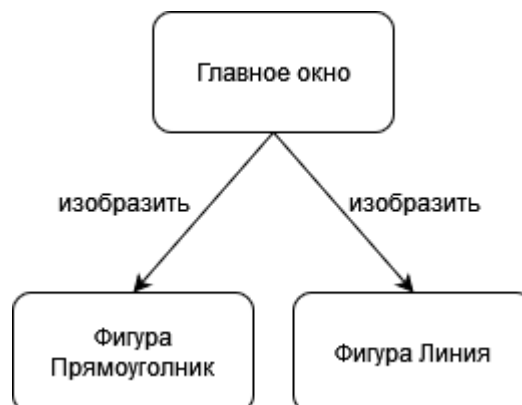 Главное окно
изобразить
изобразить
Фигура
Прямоуголник
Фигура Линия